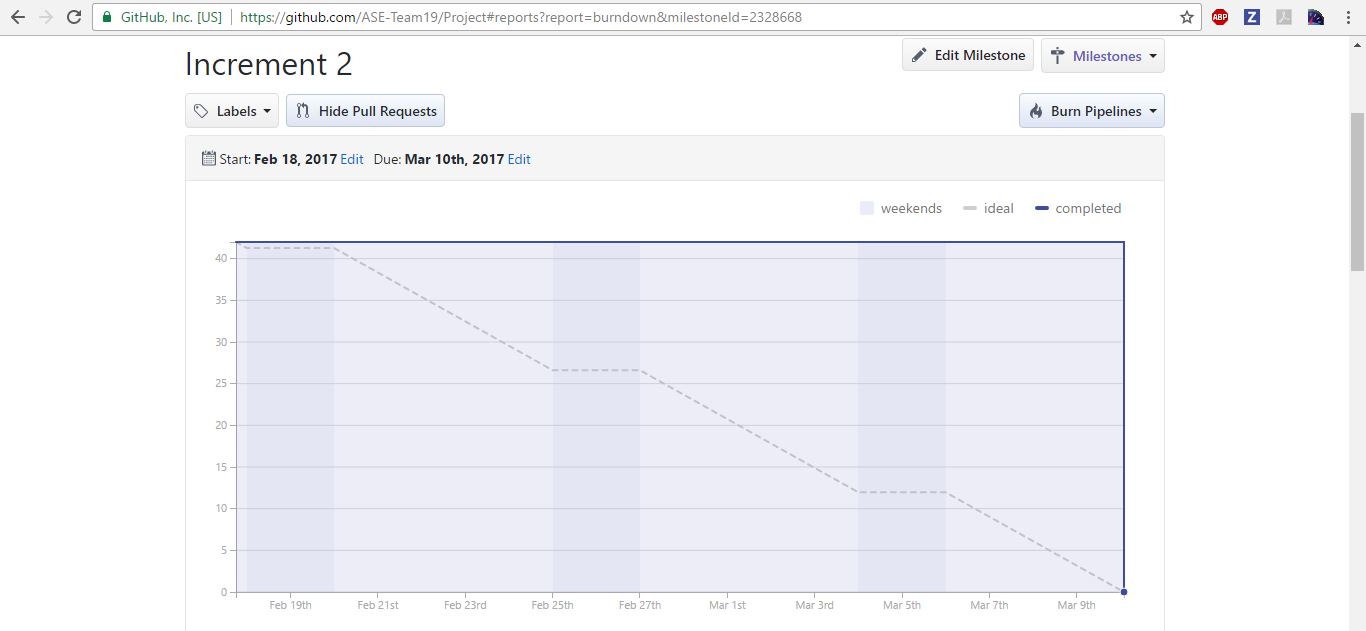 GitHub, Inc. [US] https://github.com/ASE-Team19/Project#reports?report=burndown&milestoneId=2328668
ABP Z
Increment 2
Edit Milestone Milestones
Labels Hide Pull Requests Burn Pipelines
Start: Feb 18, 2017 Edit Due: Mar 10th, 2017 Edit
weekends ideal completed
40
35
30
25
20
15
10
5
0
Feb 19th Feb 21st Feb 23rd Feb 25th Feb 27th Mar 1st Mar 3rd Mar 5th Mar 7th Mar 9th